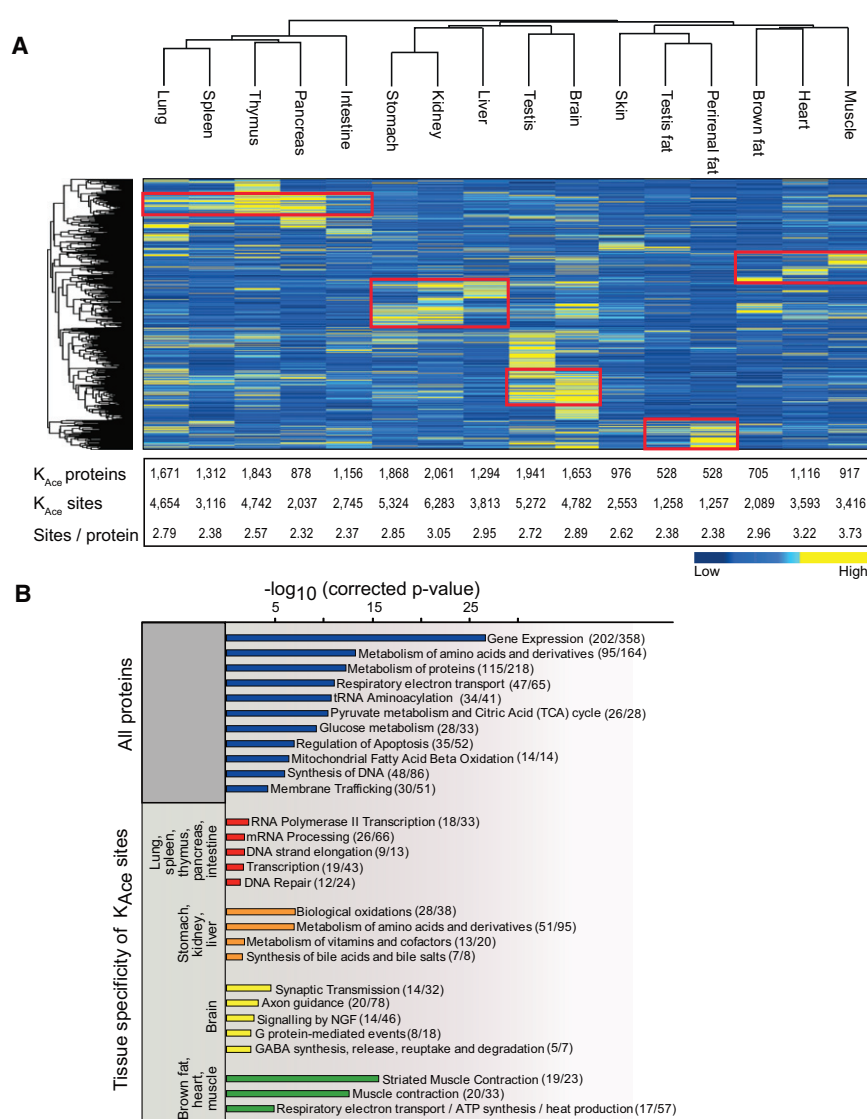 A
Lung Spleen Thymus Pancreas Intestine Stomach Kidney Liver Testis Brain Skin Testis fat Perirenal fat Brown fat Heart Muscle
KAce proteins 1,671 1,312 1,843 878 1,156 1,868 2,061 1,294 1,941 1,653 976 528 528 705 1,116 917
KAce sites 4,654 3,116 4,742 2,037 2,745 5,324 6,283 3,813 5,272 4,782 2,553 1,258 1,257 2,089 3,593 3,416
Sites / protein 2.79 2.38 2.57 2.32 2.37 2.85 3.05 2.95 2.72 2.89 2.62 2.38 2.38 2.96 3.22 3.73
Low High
B
-log10 (corrected p-value)
5 15 25
All proteins
Gene Expression (202/358)
Metabolism of amino acids and derivatives (95/164)
Metabolism of proteins (115/218)
Respiratory electron transport (47/65)
tRNA Aminoacylation (34/41)
Pyruvate metabolism and Citric Acid (TCA) cycle (26/28)
Glucose metabolism (28/33)
Regulation of Apoptosis (35/52)
Mitochondrial Fatty Acid Beta Oxidation (14/14)
Synthesis of DNA (48/86)
Membrane Trafficking (30/51)
Tissue specificity of KAce sites
Lung,
spleen,
thymus,
pancreas,
intestine
RNA Polymerase II Transcription (18/33)
mRNA Processing (26/66)
DNA strand elongation (9/13)
Transcription (19/43)
DNA Repair (12/24)
Stomach,
kidney,
liver
Biological oxidations (28/38)
Metabolism of amino acids and derivatives (51/95)
Metabolism of vitamins and cofactors (13/20)
Synthesis of bile acids and bile salts (7/8)
Brain
Synaptic Transmission (14/32)
Axon guidance (20/78)
Signalling by NGF (14/46)
G protein-mediated events (8/18)
GABA synthesis, release, reuptake and degradation (5/7)
Brown fat,
heart,
muscle
Striated Muscle Contraction (19/23)
Muscle contraction (20/33)
Respiratory electron transport / ATP synthesis / heat production (17/57)